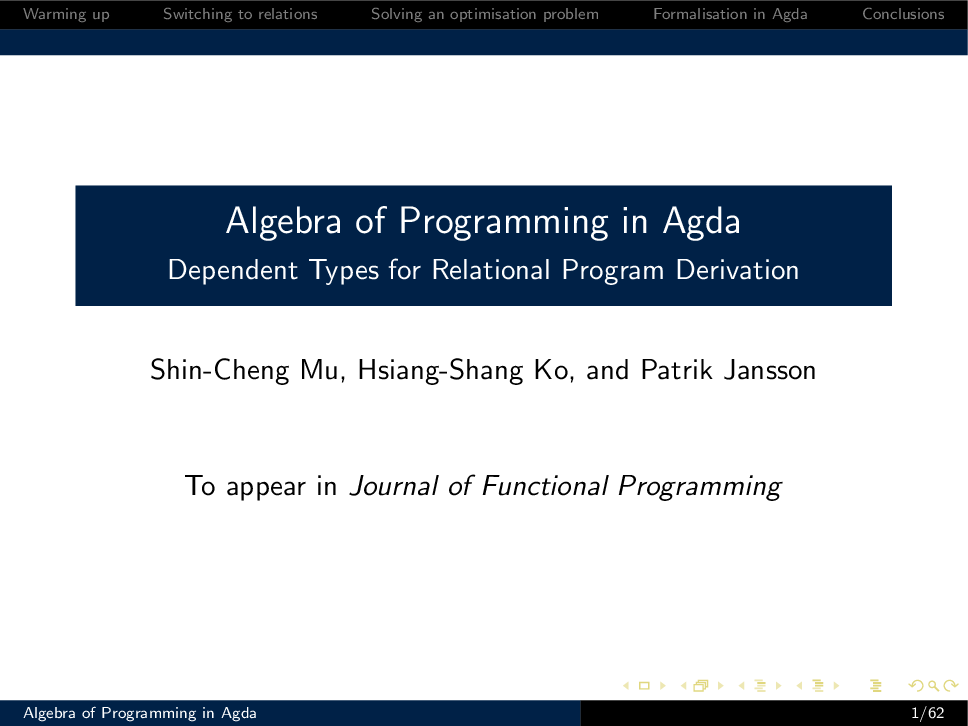 Warming up Switching to relations Solving an optimisation problem Formalisation in Agda Conclusions
Algebra of Programming in Agda
Dependent Types for Relational Program Derivation
Shin-Cheng Mu, Hsiang-Shang Ko, and Patrik Jansson
To appear in Journal of Functional Programming
Algebra of Programming in Agda 1/62